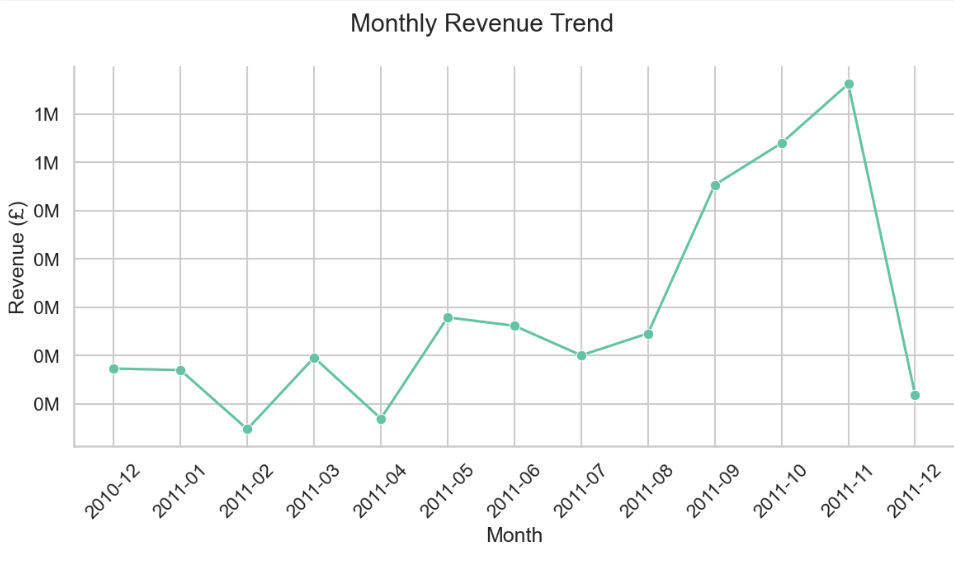 Monthly Revenue Trend
Revenue (£)
1M
1M
0M
0M
0M
0M
0M
2010-12
2011-01
2011-02
2011-03
2011-04
2011-05
2011-06
2011-07
2011-08
2011-09
2011-10
2011-11
2011-12
Month